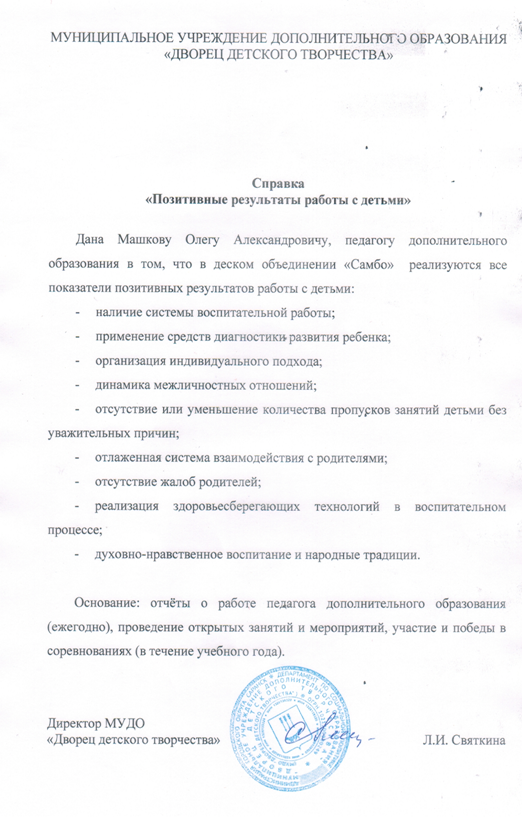 МУНИЦИПАЛЬНОЕ УЧРЕЖДЕНИЕ ДОПОЛНИТЕЛЬНОГО ОБРАЗОВАНИЯ
«ДВОРЕЦ ДЕТСКОГО ТВОРЧЕСТВА»
Справка
«Позитивные результаты работы с детьми»
Дана Машкову Олегу Александровичу, педагогу дополнительного
образования в том, что в деском объединении «Самбо» реализуются все
показатели позитивных результатов работы с детьми:
- наличие системы воспитательной работы;
- применение средств диагностики развития ребенка;
- организация индивидуального подхода;
- динамика межличностных отношений;
- отсутствие или уменьшение количества пропусков занятий детьми без
уважительных причин;
- отлаженная система взаимодействия с родителями;
- отсутствие жалоб родителей;
- реализация здоровьесберегающих технологий в воспитательном
процессе;
- духовно-нравственное воспитание и народные традиции.
Основание: отчёты о работе педагога дополнительного образования
(ежегодно), проведение открытых занятий и мероприятий, участие и победы в
соревнованиях (в течение учебного года).
Директор МУДО
«Дворец детского творчества» Л.И. Святкина